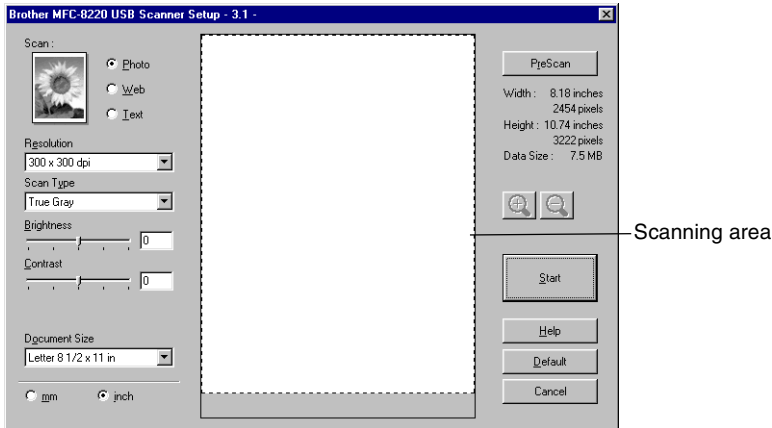 Brother MFC-8220 USB Scanner Setup - 3.1 -
Scan :
Photo
Web
Text
Resolution
300 x 300 dpi
Scan Type
True Gray
Brightness
0
Contrast
0
Document Size
Letter 8 1/2 x 11 in
mm
inch
PreScan
Width : 8.18 inches
2454 pixels
Height : 10.74 inches
3222 pixels
Data Size : 7.5 MB
Scanning area
Start
Help
Default
Cancel